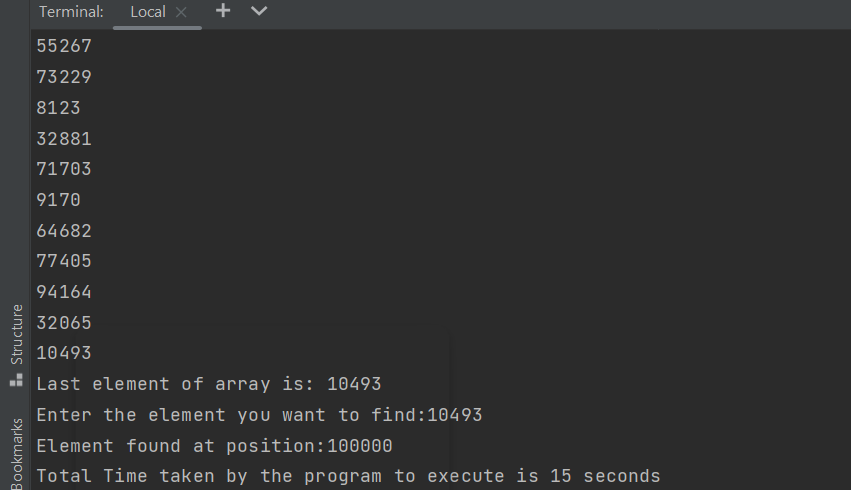 Terminal: Local
55267
73229
8123
32881
71703
9170
64682
77405
94164
32065
10493
Last element of array is: 10493
Enter the element you want to find:10493
Element found at position:100000
Total Time taken by the program to execute is 15 seconds
Structure
Bookmarks